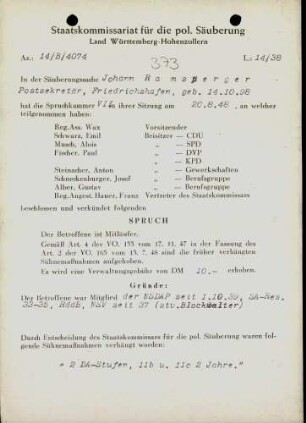 Staatskommissariat für die pol. Säuberung
Land Württemberg-Hohenzollern
Az.: 14/B/4074
L: 14/38
373
In der Säuberungssache Johann Ramsperger
Postsekretär, Friedrichshafen, geb. 14.10.98
hat die Spruchkammer VII in ihrer Sitzung am 20.8.48, an welcher
teilgenommen haben:
Reg.Ass. Wax Vorsitzender
Schwarz, Emil Beisitzer — CDU
Munch, Alois „ — SPD
Fischer, Paul „ — DVP
„ — KPD
Steinacher, Anton „ — Gewerkschaften
Schneckenburger, Josef „ — Berufsgruppe
Alber, Gustav „ — Berufsgruppe
Reg.Angest. Hauer, Franz Vertreter des Staatskommissars
beschlossen und verkündet folgenden
SPRUCH
Der Betroffene ist Mitläufer.
Gemäß Art. 4 der VO. 133 vom 17. 11. 47 in der Fassung des
Art. 2 der VO. 165 vom 13. 7. 48 sind die früher verhängten
Sühnemaßnahmen aufgehoben.
Es wird eine Verwaltungsgebühr von DM 10.- erhoben.
Gründe:
Der Betroffene war Mitglied der NSDAP seit 1.10.39, SA-Res.
33-35, RddB, NSV seit 37 (stv.Blockwalter)
Durch Entscheidung des Staatskommissars für die pol. Säuberung waren fol-
gende Sühnemaßnahmen verhängt worden:
" 2 DA-Stufen, 11b u. 11c 2 Jahre."